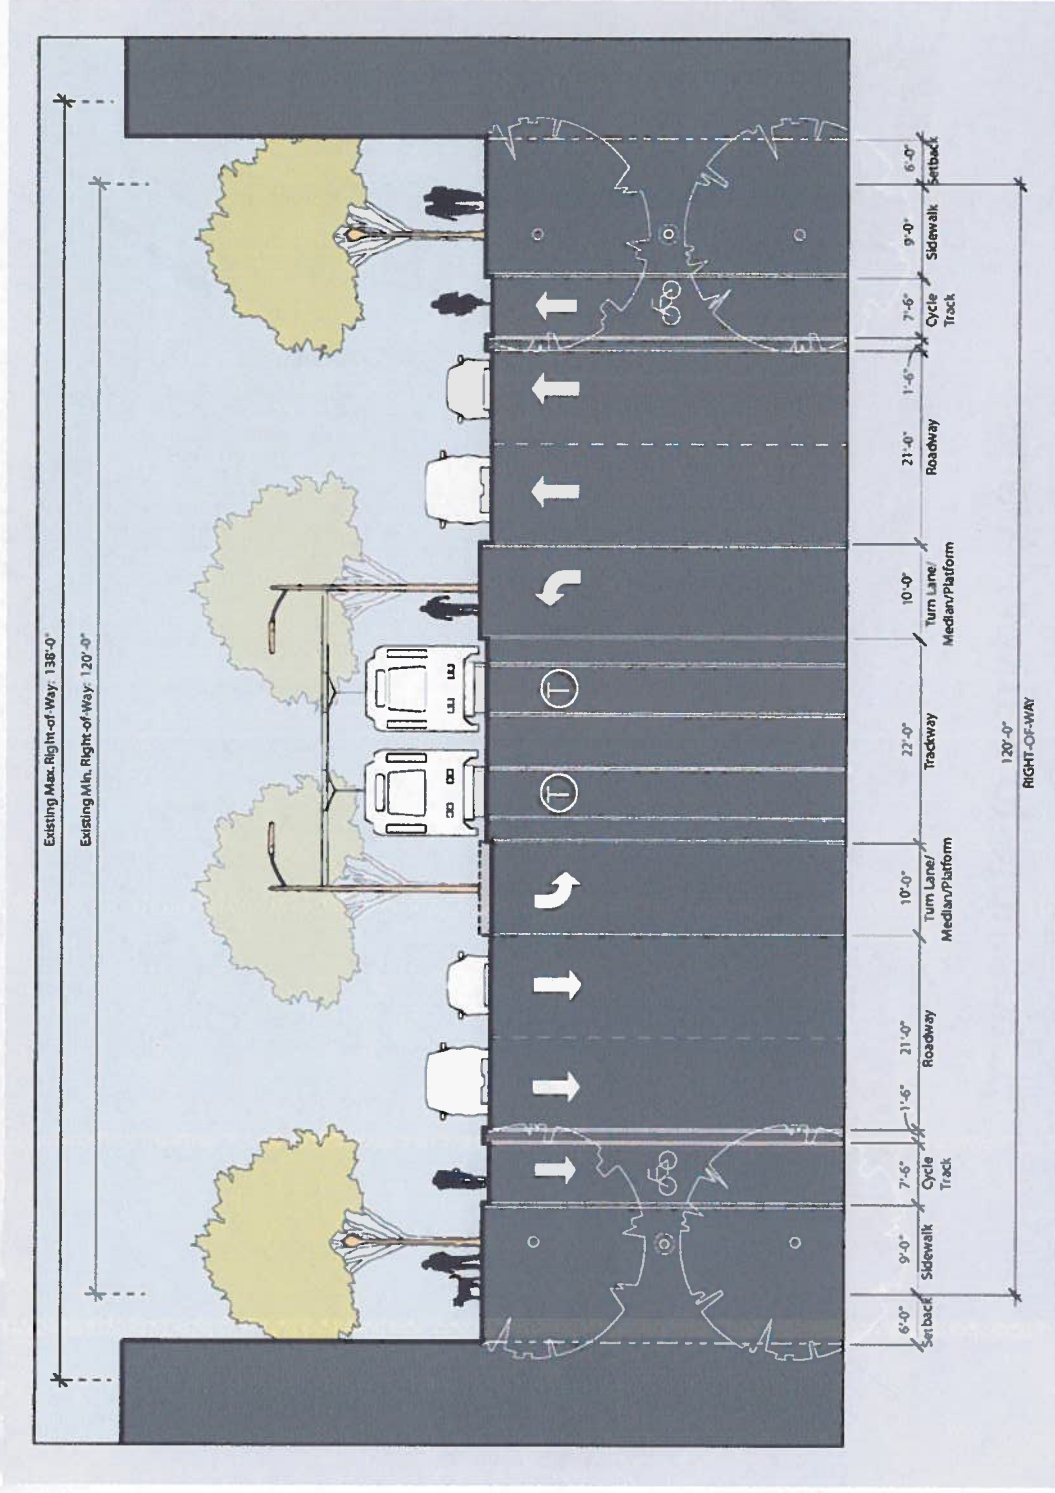 Existing Max. Right-of-Way: 138'-0"
Existing Min. Right-of-Way: 120'-0"
T
T
6'-0"
9'-0"
7'-6"
1'-6"
21'-0"
10'-0"
22'-0"
10'-0"
21'-0"
1'-6"
7'-6"
9'-0"
6'-0"
Setback
Sidewalk
Cycle
Track
Roadway
Turn Lane/
Median/Platform
Trackway
Turn Lane/
Median/Platform
Roadway
Cycle
Track
Sidewalk
Setback
120'-0"
RIGHT-OF-WAY